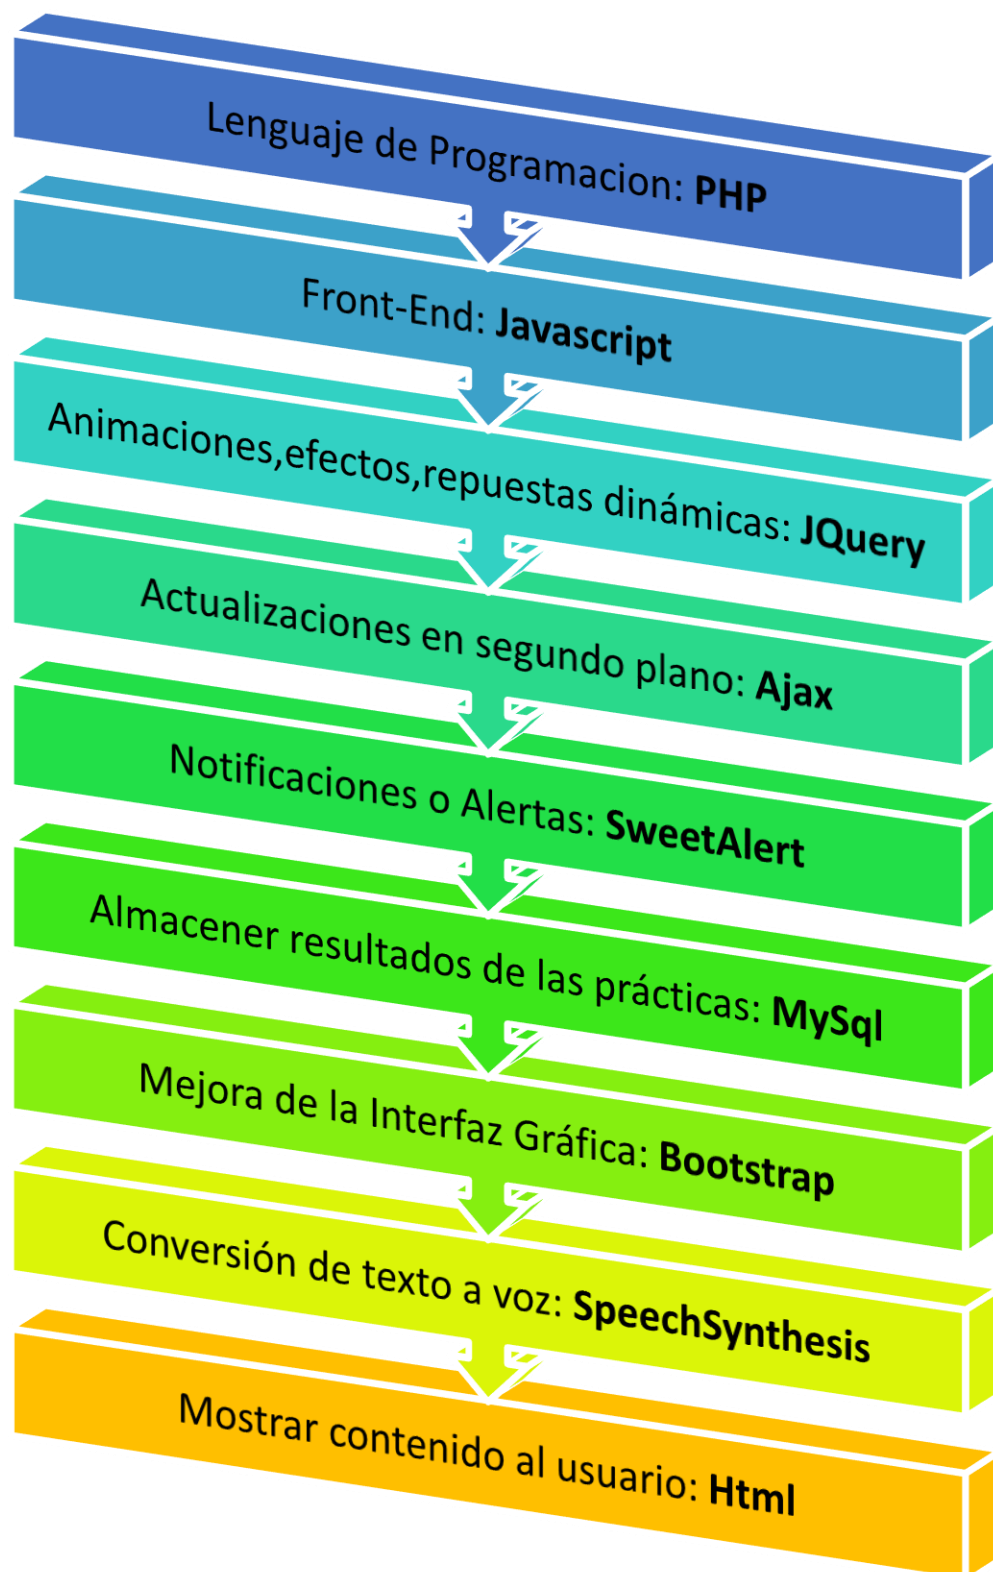 Lenguaje de Programacion: PHP
Front-End: Javascript
Animaciones,efectos,repuestas dinámicas: JQuery
Actualizaciones en segundo plano: Ajax
Notificaciones o Alertas: SweetAlert
Almacener resultados de las prácticas: MySql
Mejora de la Interfaz Gráfica: Bootstrap
Conversión de texto a voz: SpeechSynthesis
Mostrar contenido al usuario: Html